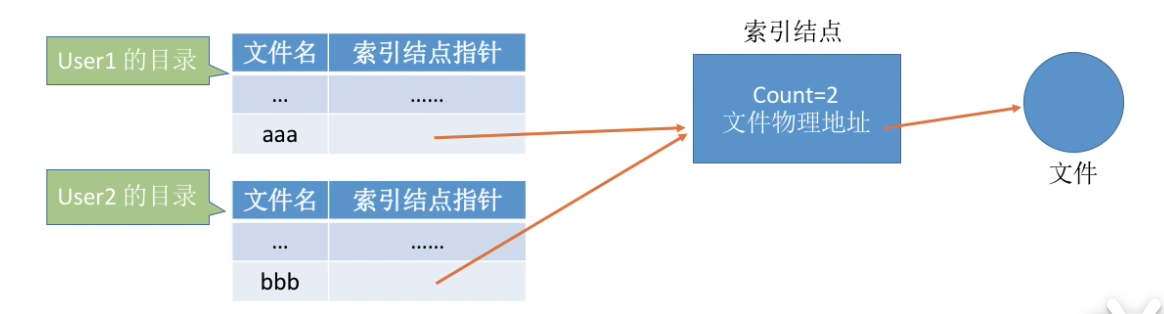 索引结点
User1 的目录
文件名 索引结点指针
... ......
aaa
Count=2
文件物理地址
文件
User2 的目录
文件名 索引结点指针
... ......
bbb